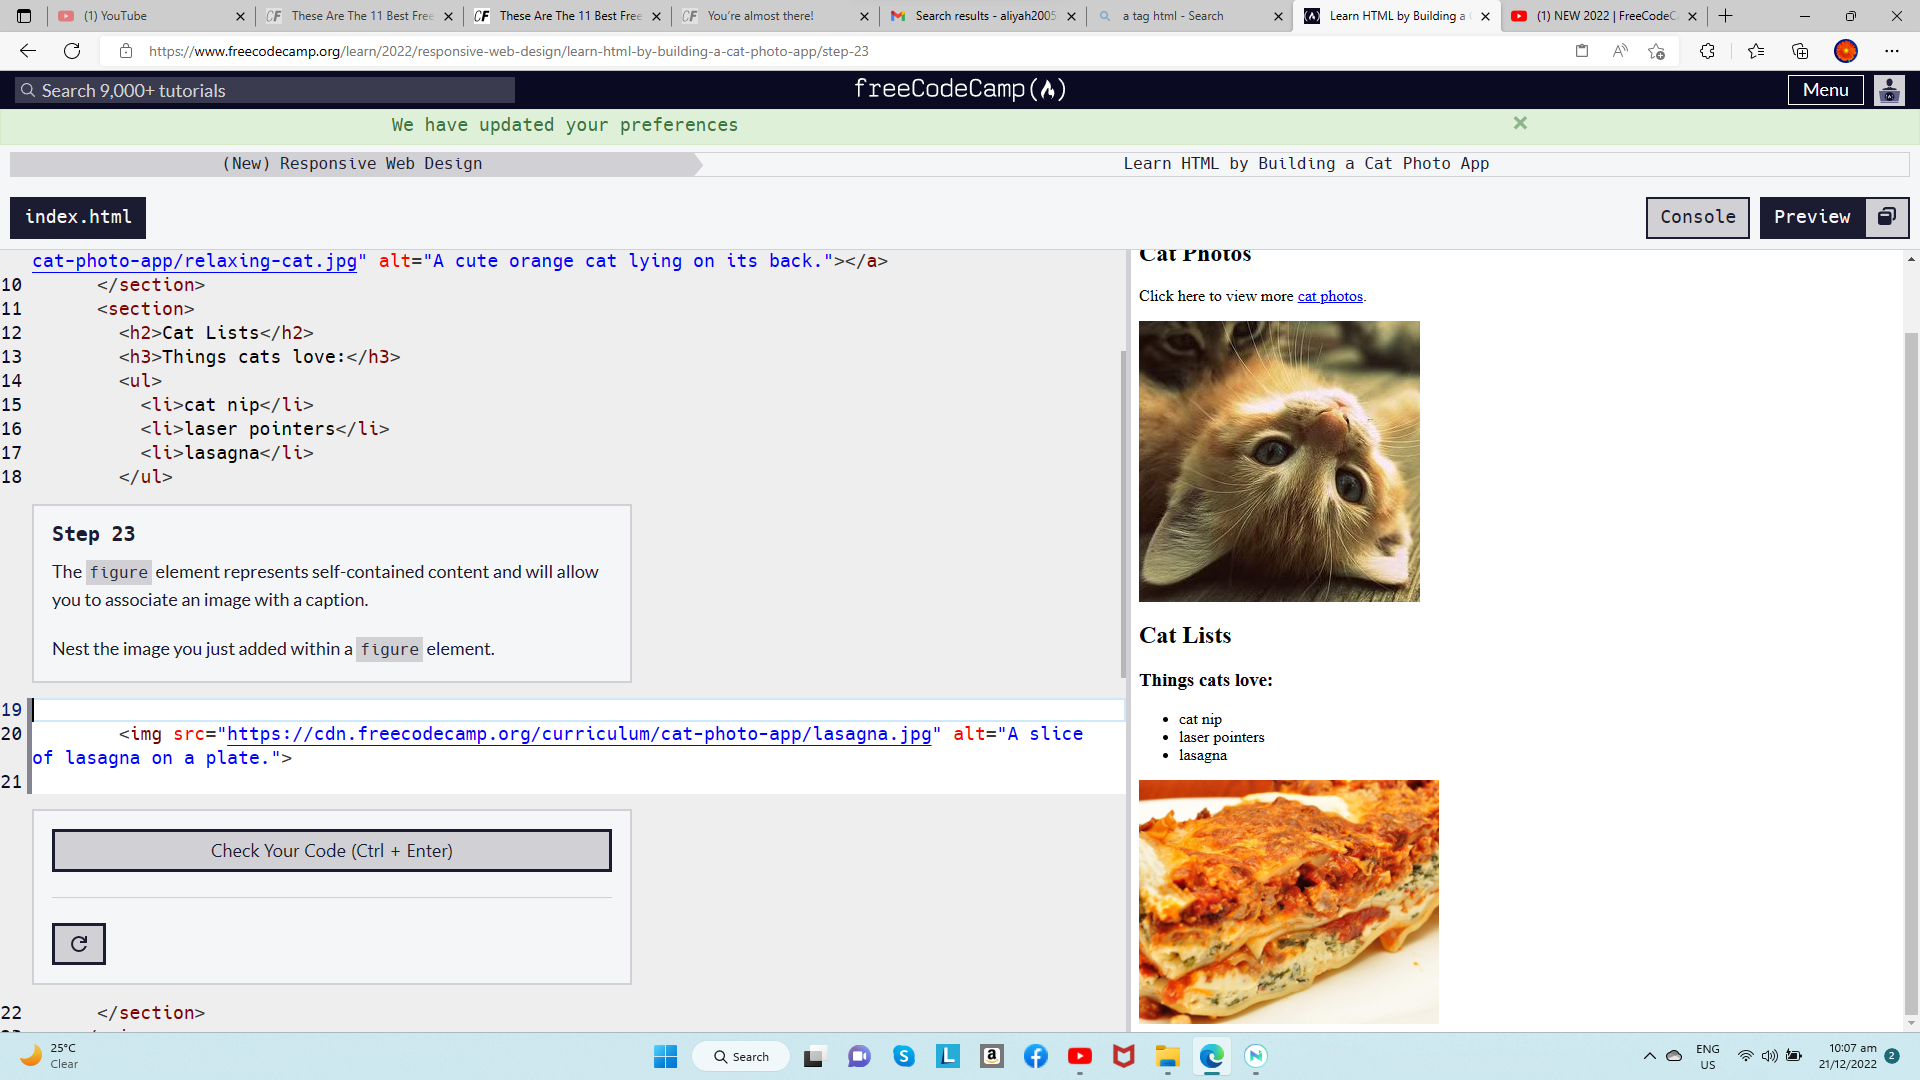 (1) YouTube
These Are The 11 Best Free
These Are The 11 Best Free
You're almost there!
Search results - aliyah2005
a tag html - Search
Learn HTML by Building a
(1) NEW 2022 | FreeCodeC
https://www.freecodecamp.org/learn/2022/responsive-web-design/learn-html-by-building-a-cat-photo-app/step-23
Search 9,000+ tutorials
freeCodeCamp
Menu
We have updated your preferences
(New) Responsive Web Design
Learn HTML by Building a Cat Photo App
index.html
Console
Preview
cat-photo-app/relaxing-cat.jpg" alt="A cute orange cat lying on its back."></a>
10 </section>
11 <section>
12 <h2>Cat Lists</h2>
13 <h3>Things cats love:</h3>
14 <ul>
15 <li>cat nip</li>
16 <li>laser pointers</li>
17 <li>lasagna</li>
18 </ul>
Step 23
The figure element represents self-contained content and will allow
you to associate an image with a caption.
Nest the image you just added within a figure element.
19
20 <img src="https://cdn.freecodecamp.org/curriculum/cat-photo-app/lasagna.jpg" alt="A slice
of lasagna on a plate.">
21
Check Your Code (Ctrl + Enter)
22 </section>
Cat Photos
Click here to view more cat photos.
Cat Lists
Things cats love:
• cat nip
• laser pointers
• lasagna
25°C
Clear
Search
ENG
US
10:07 am
21/12/2022
2